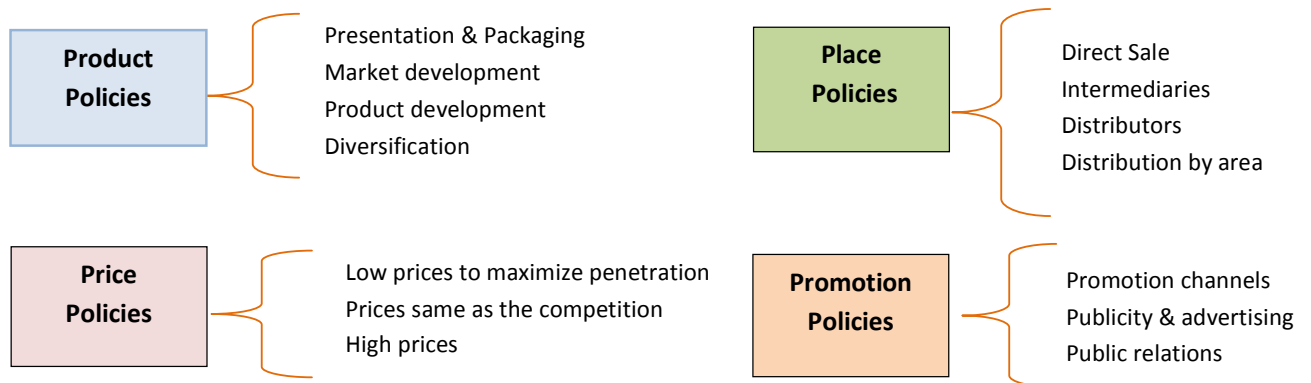 Product
Policies
Presentation & Packaging
Market development
Product development
Diversification
Place
Policies
Direct Sale
Intermediaries
Distributors
Distribution by area
Price
Policies
Low prices to maximize penetration
Prices same as the competition
High prices
Promotion
Policies
Promotion channels
Publicity & advertising
Public relations